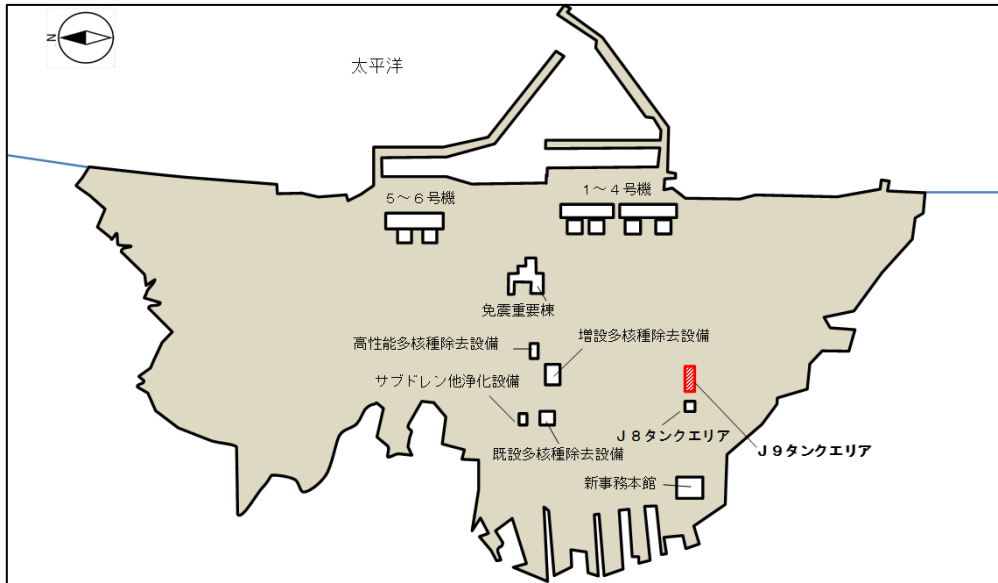 N
太平洋
5～6号機
1～4号機
免震重要棟
高性能多核種除去設備
増設多核種除去設備
サブドレン他浄化設備
既設多核種除去設備
J8タンクエリア
J9タンクエリア
新事務本館